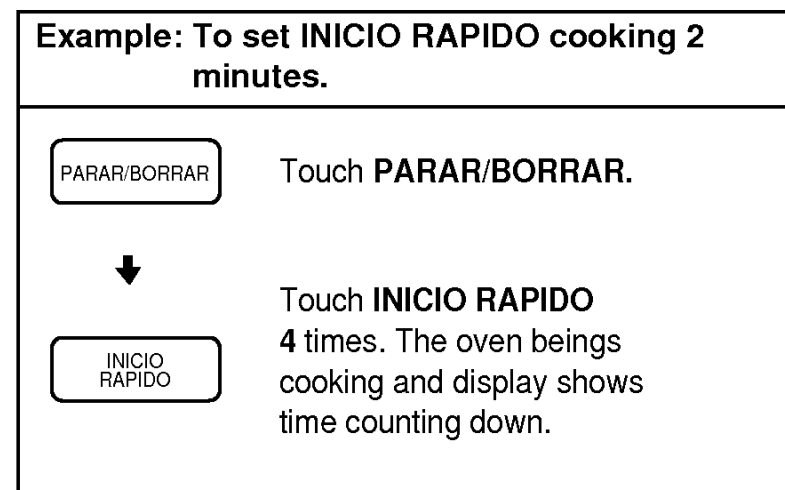 Example: To set INICIO RAPIDO cooking 2
minutes.
PARAR/BORRAR
Touch PARAR/BORRAR.
INICIO
RAPIDO
Touch INICIO RAPIDO
4 times. The oven beings
cooking and display shows
time counting down.